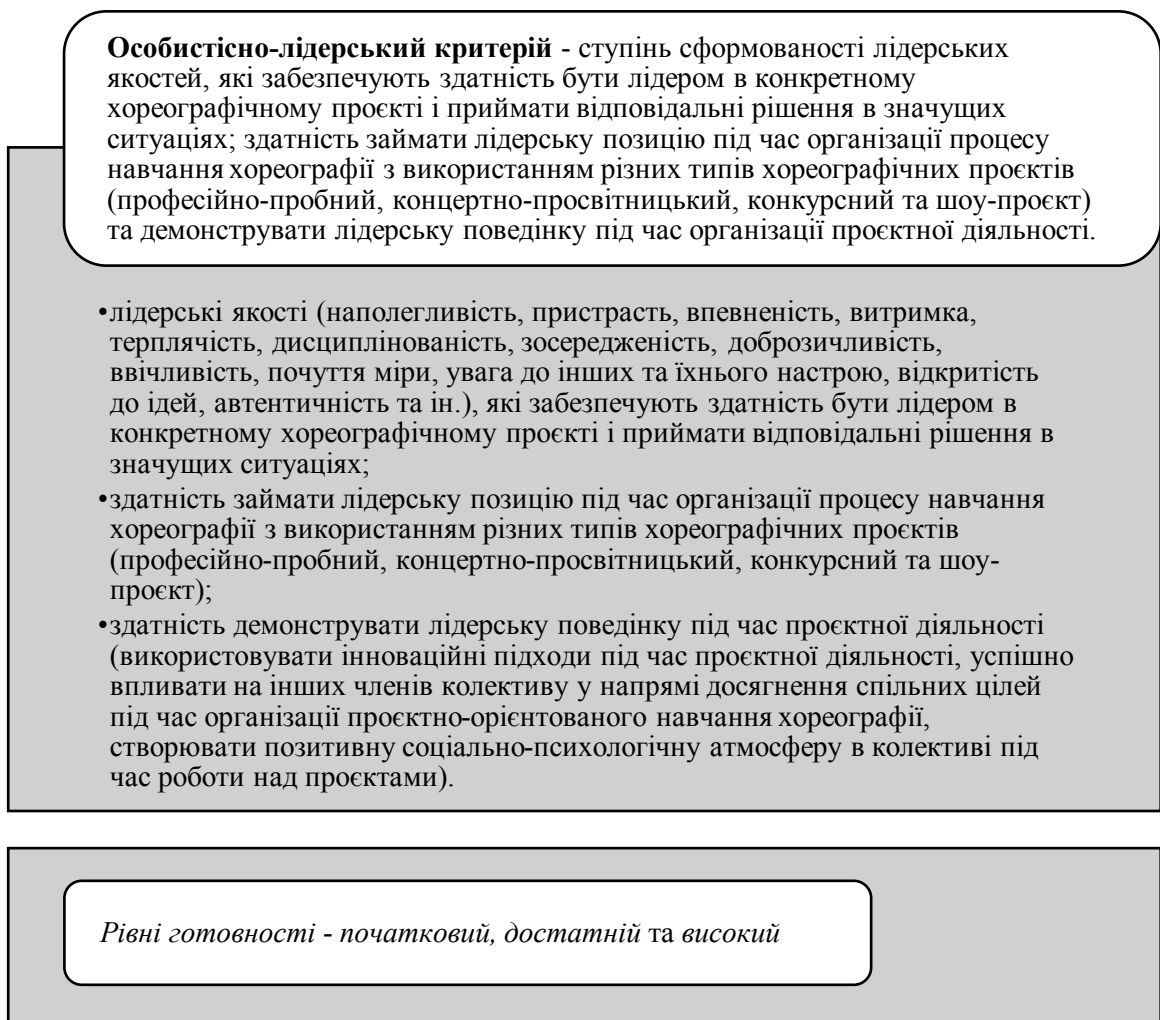 Особистісно-лідерський критерій - ступінь сформованості лідерських
якостей, які забезпечують здатність бути лідером в конкретному
хореографічному проєкті і приймати відповідальні рішення в значущих
ситуаціях; здатність займати лідерську позицію під час організації процесу
навчання хореографії з використанням різних типів хореографічних проєктів
(професійно-пробний, концертно-просвітницький, конкурсний та шоу-проєкт)
та демонструвати лідерську поведінку під час організації проєктної діяльності.
•лідерські якості (наполегливість, пристрасть, впевненість, витримка,
терплячість, дисциплінованість, зосередженість, доброзичливість,
ввічливість, почуття міри, увага до інших та їхнього настрою, відкритість
до ідей, автентичність та ін.), які забезпечують здатність бути лідером в
конкретному хореографічному проєкті і приймати відповідальні рішення в
значущих ситуаціях;
•здатність займати лідерську позицію під час організації процесу навчання
хореографії з використанням різних типів хореографічних проєктів
(професійно-пробний, концертно-просвітницький, конкурсний та шоу-
проєкт);
•здатність демонструвати лідерську поведінку під час проєктної діяльності
(використовувати інноваційні підходи під час проєктної діяльності, успішно
впливати на інших членів колективу у напрямі досягнення спільних цілей
під час організації проєктно-орієнтованого навчання хореографії,
створювати позитивну соціально-психологічну атмосферу в колективі під
час роботи над проєктами).
Рівні готовності - початковий, достатній та високий